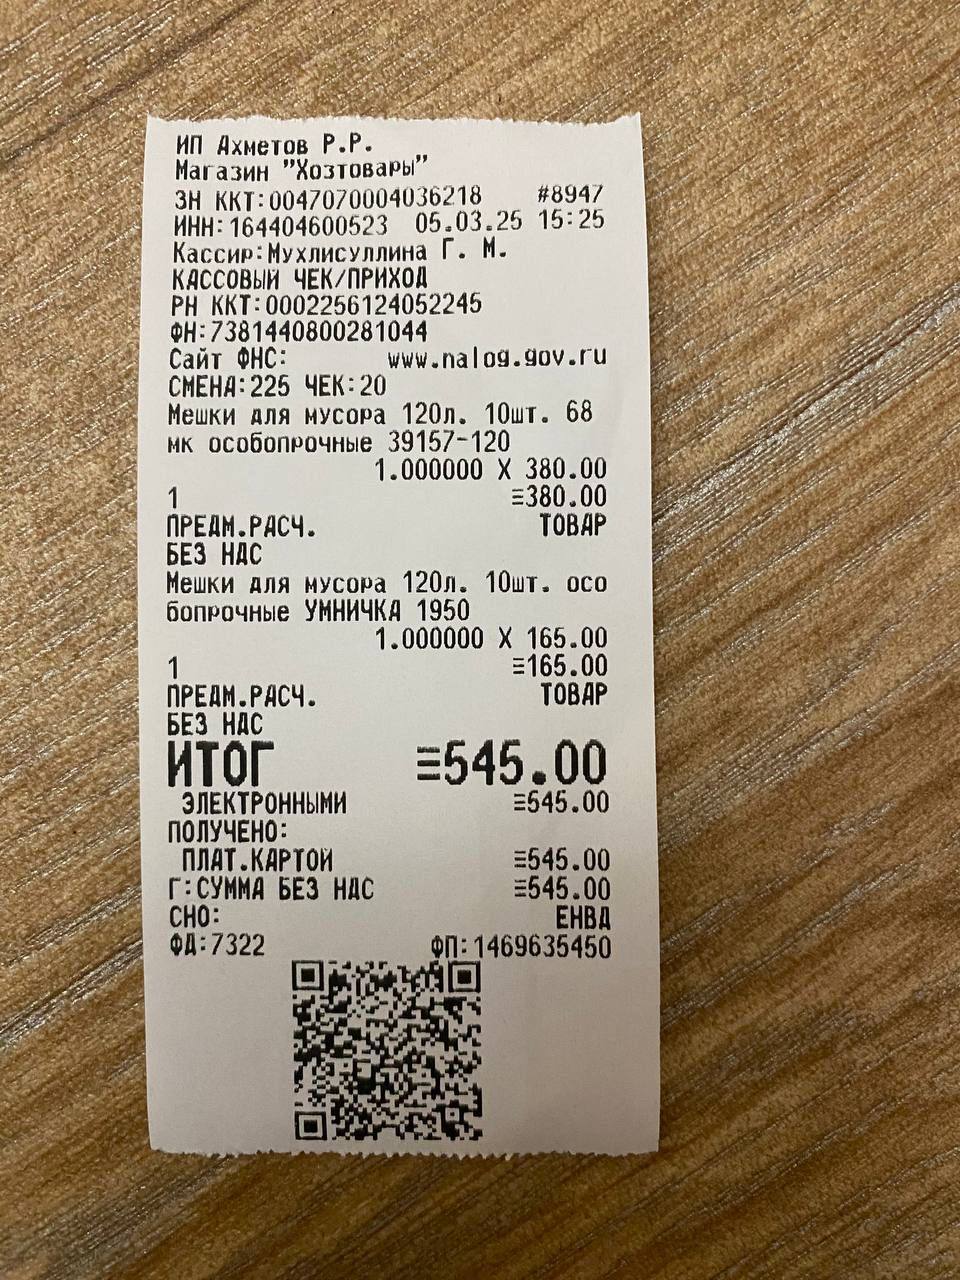 ИП Ахметов Р.Р.
Магазин "Хозтовары"
ЗН ККТ:0047070004036218 #8947
ИНН:164404600523 05.03.25 15:25
Кассир:Мухлисуллина Г. М.
КАССОВЫЙ ЧЕК/ПРИХОД
РН ККТ:0002256124052245
ФН:7381440800281044
Сайт ФНС: www.nalog.gov.ru
СМЕНА:225 ЧЕК:20
Мешки для мусора 120л. 10шт. 68
мк особопрочные 39157-120
1.000000 X 380.00
1 ≡380.00
ПРЕДМ.РАСЧ. ТОВАР
БЕЗ НДС
Мешки для мусора 120л. 10шт. осо
бопрочные УМНИЧКА 1950
1.000000 X 165.00
1 ≡165.00
ПРЕДМ.РАСЧ. ТОВАР
БЕЗ НДС
ИТОГ ≡545.00
ЭЛЕКТРОННЫМИ ≡545.00
ПОЛУЧЕНО:
ПЛАТ.КАРТОЙ ≡545.00
Г:СУММА БЕЗ НДС ≡545.00
СНО: ЕНВД
ФД:7322 ФП:1469635450